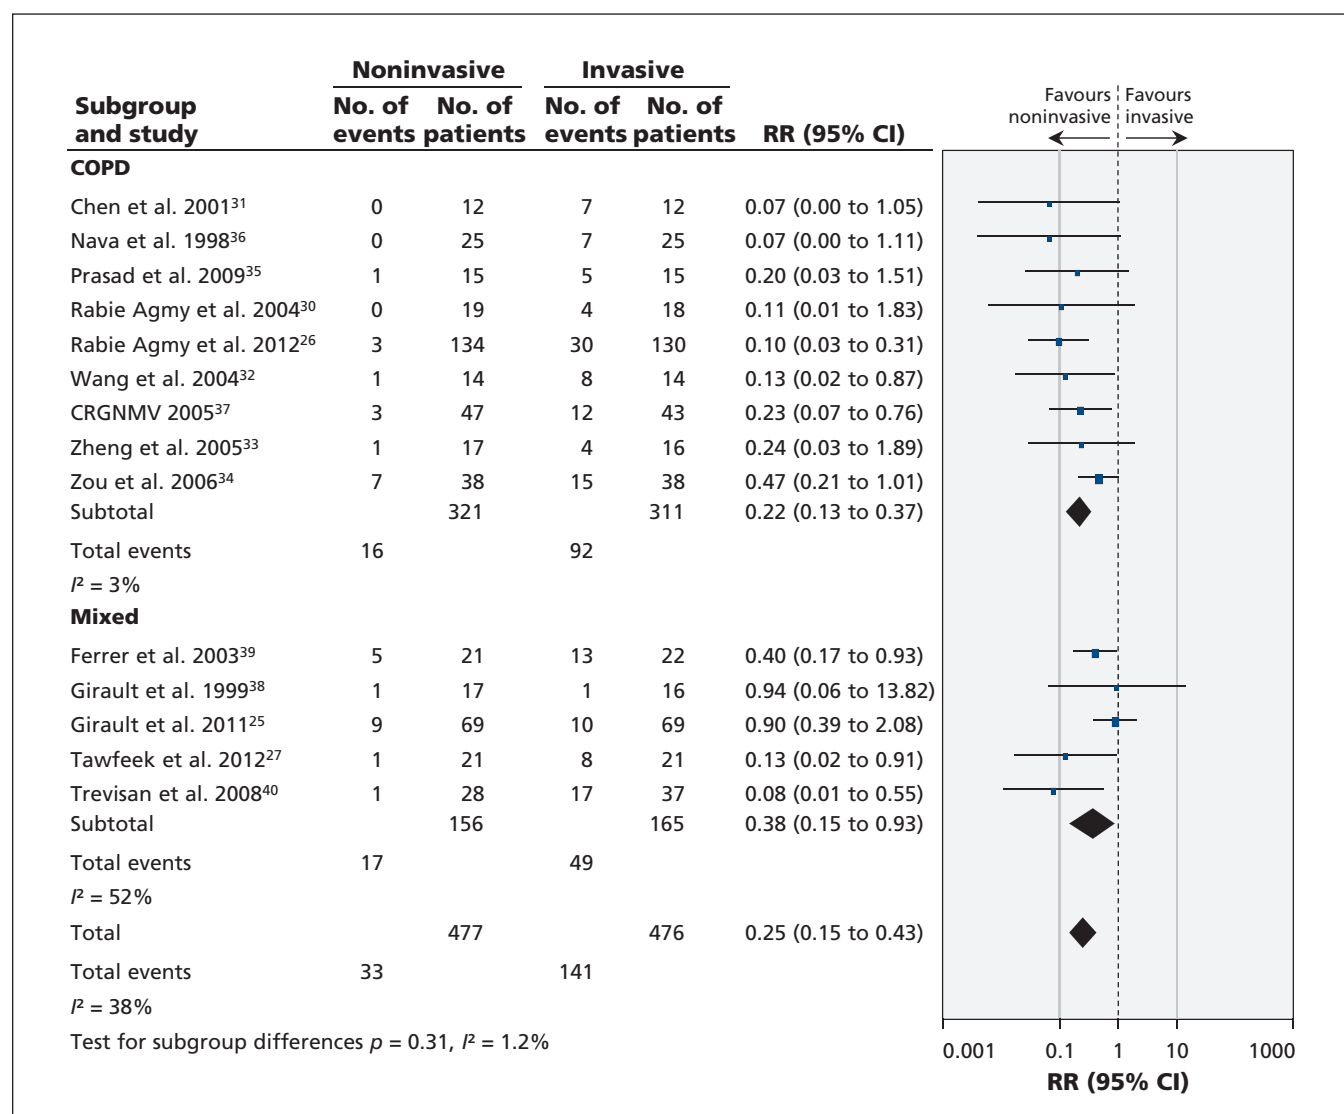 Noninvasive Invasive
Subgroup and study No. of events No. of patients No. of events No. of patients RR (95% CI)
Favours noninvasive Favours invasive
COPD
Chen et al. 2001³¹ 0 12 7 12 0.07 (0.00 to 1.05)
Nava et al. 1998³⁶ 0 25 7 25 0.07 (0.00 to 1.11)
Prasad et al. 2009³⁵ 1 15 5 15 0.20 (0.03 to 1.51)
Rabie Agmy et al. 2004³⁰ 0 19 4 18 0.11 (0.01 to 1.83)
Rabie Agmy et al. 2012²⁶ 3 134 30 130 0.10 (0.03 to 0.31)
Wang et al. 2004³² 1 14 8 14 0.13 (0.02 to 0.87)
CRGNMV 2005³⁷ 3 47 12 43 0.23 (0.07 to 0.76)
Zheng et al. 2005³³ 1 17 4 16 0.24 (0.03 to 1.89)
Zou et al. 2006³⁴ 7 38 15 38 0.47 (0.21 to 1.01)
Subtotal 321 311 0.22 (0.13 to 0.37)
Total events 16 92
I² = 3%
Mixed
Ferrer et al. 2003³⁹ 5 21 13 22 0.40 (0.17 to 0.93)
Girault et al. 1999³⁸ 1 17 1 16 0.94 (0.06 to 13.82)
Girault et al. 2011²⁵ 9 69 10 69 0.90 (0.39 to 2.08)
Tawfeek et al. 2012²⁷ 1 21 8 21 0.13 (0.02 to 0.91)
Trevisan et al. 2008⁴⁰ 1 28 17 37 0.08 (0.01 to 0.55)
Subtotal 156 165 0.38 (0.15 to 0.93)
Total events 17 49
I² = 52%
Total 477 476 0.25 (0.15 to 0.43)
Total events 33 141
I² = 38%
Test for subgroup differences p = 0.31, I² = 1.2%
0.001 0.1 1 10 1000
RR (95% CI)